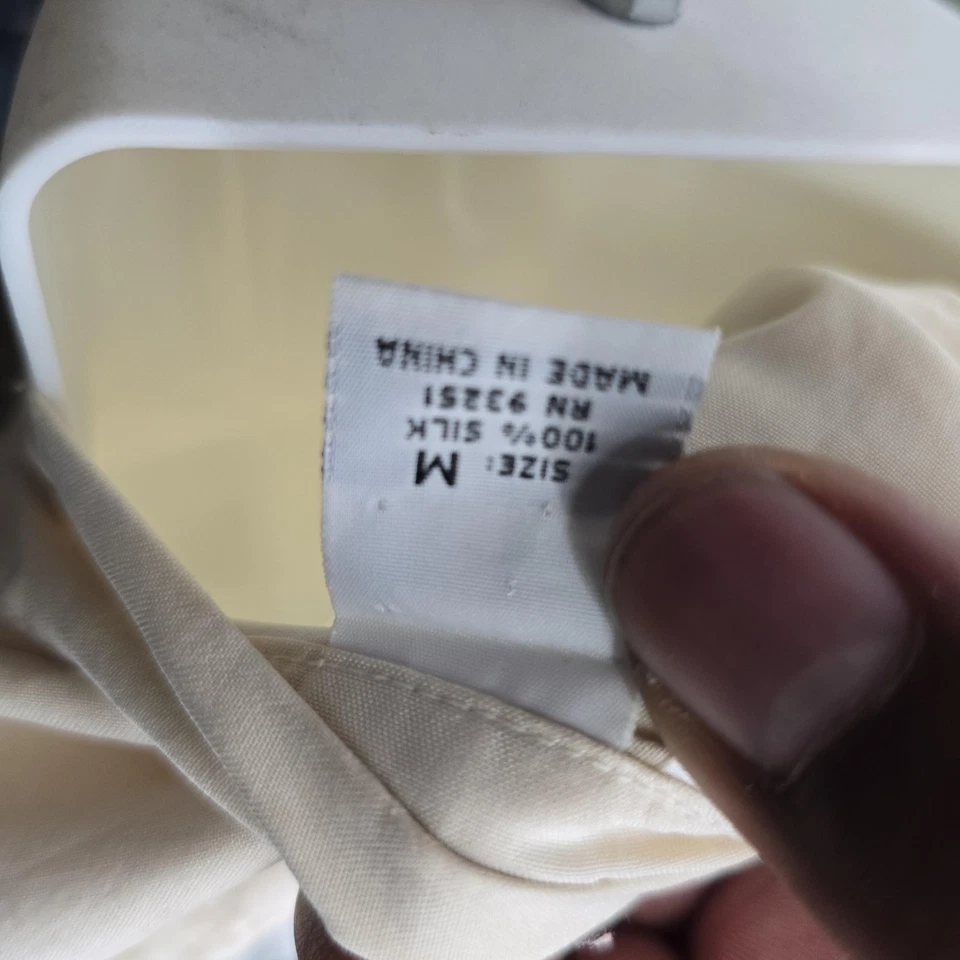 SIZE: M
100% SILK
RN 93251
MADE IN CHINA